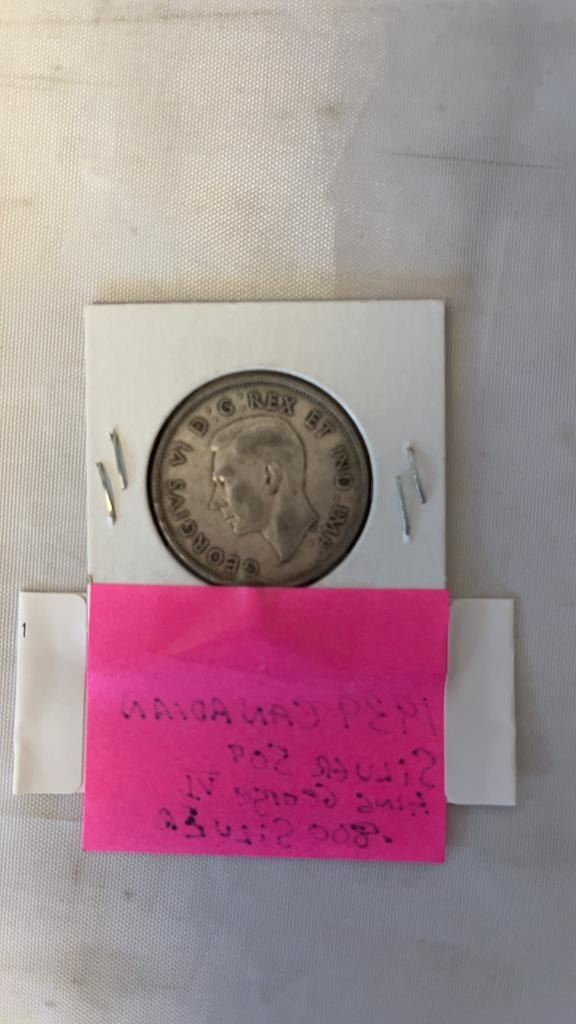 GEORGIVS VI D:G:REX ET IND:IMP:
1
1939 CANADIAN
SILVER 50¢
KING GEORGE VI
.800 SILVER